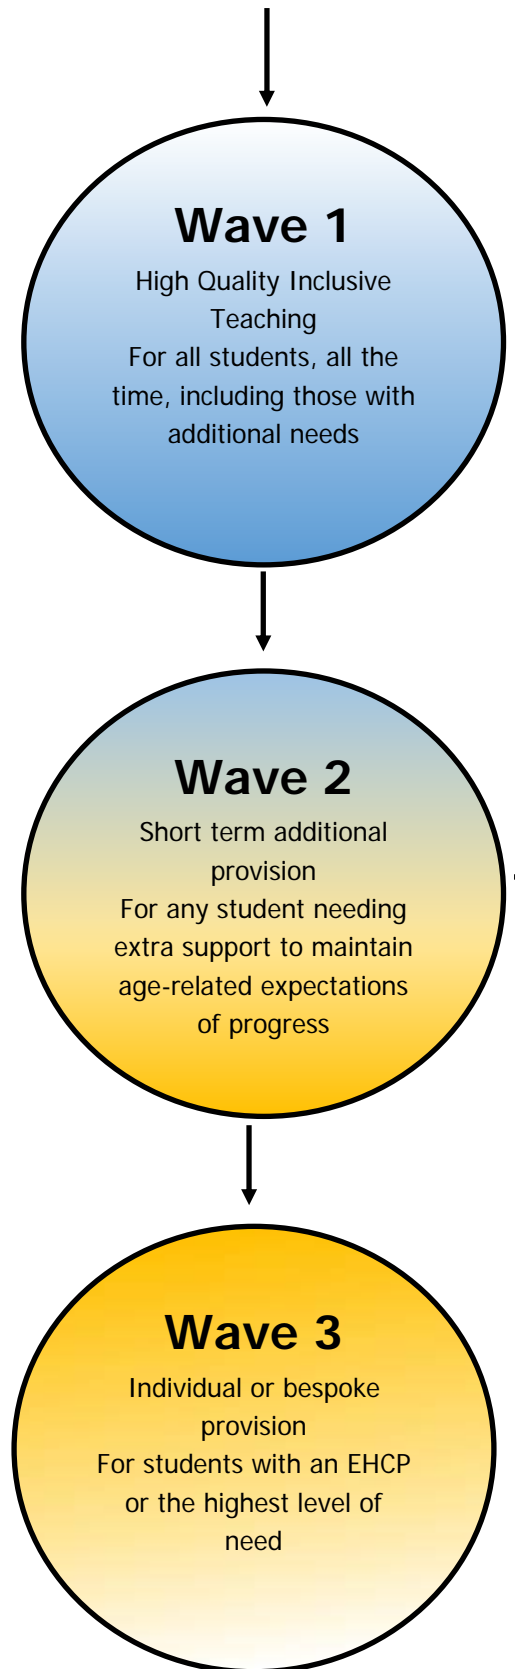 Wave 1
High Quality Inclusive
Teaching
For all students, all the
time, including those with
additional needs
Wave 2
Short term additional
provision
For any student needing
extra support to maintain
age-related expectations
of progress
Wave 3
Individual or bespoke
provision
For students with an EHCP
or the highest level of
need